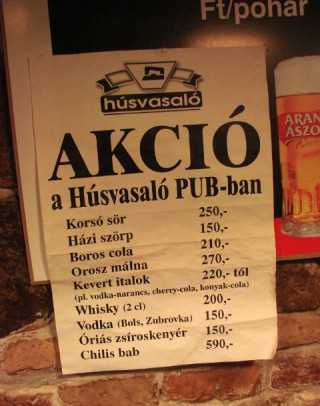 Ft/pohár
húsvasaló
AKCIÓ
a Húsvasaló PUB-ban
Korsó sör 250,-
Házi szörp 150,-
Boros cola 210,-
Orosz málna 270,-
Kevert italok 220,- tól
(pl. vodka-narancs, cherry-cola, konyak-cola)
Whisky (2 cl) 200,-
Vodka (Bols, Zubrovka) 150,-
Óriás zsíroskenyér 150,-
Chilis bab 590,-
ARAN
ÁSZO